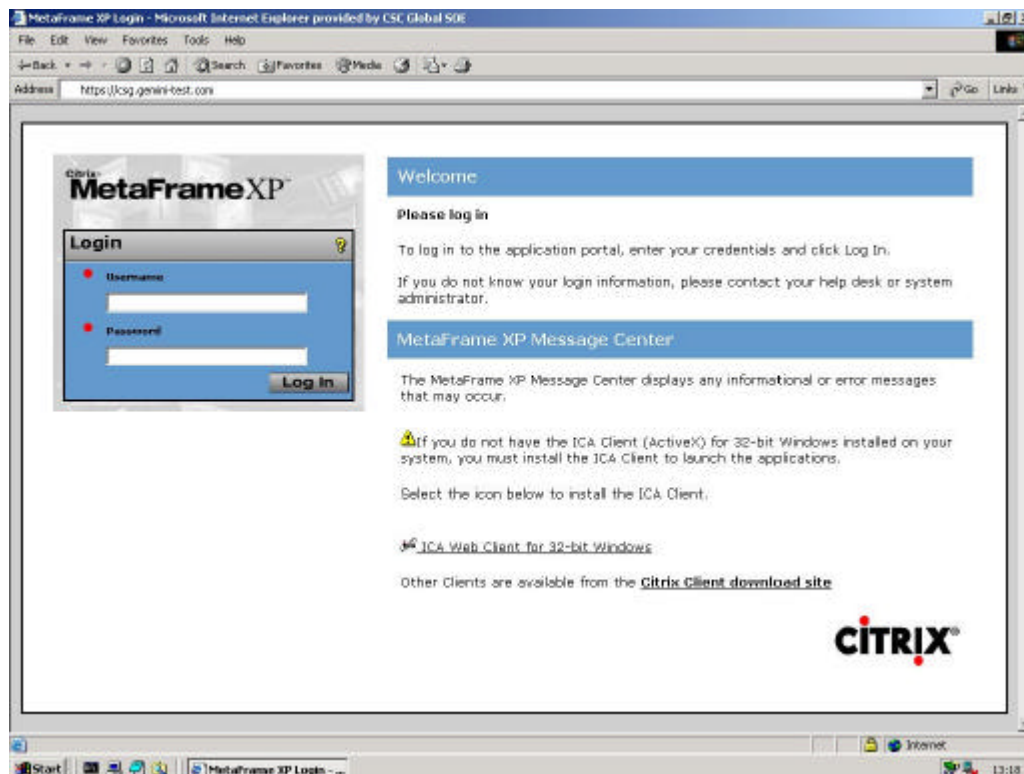 MetaFrame XP Login - Microsoft Internet Explorer provided by CSC Global SOE
File Edit View Favorites Tools Help
Back Search Favorites Media
Address https://csg.gemini-test.com Go Links
Citrix
MetaFrame XP
Login
?
Username
Password
Log In
Welcome
Please log in
To log in to the application portal, enter your credentials and click Log In.
If you do not know your login information, please contact your help desk or system
administrator.
MetaFrame XP Message Center
The MetaFrame XP Message Center displays any informational or error messages
that may occur.
If you do not have the ICA Client (ActiveX) for 32-bit Windows installed on your
system, you must install the ICA Client to launch the applications.
Select the icon below to install the ICA Client.
ICA Web Client for 32-bit Windows
Other Clients are available from the Citrix Client download site
CITRIX®
Internet
Start MetaFrame XP Login - ... 13:18